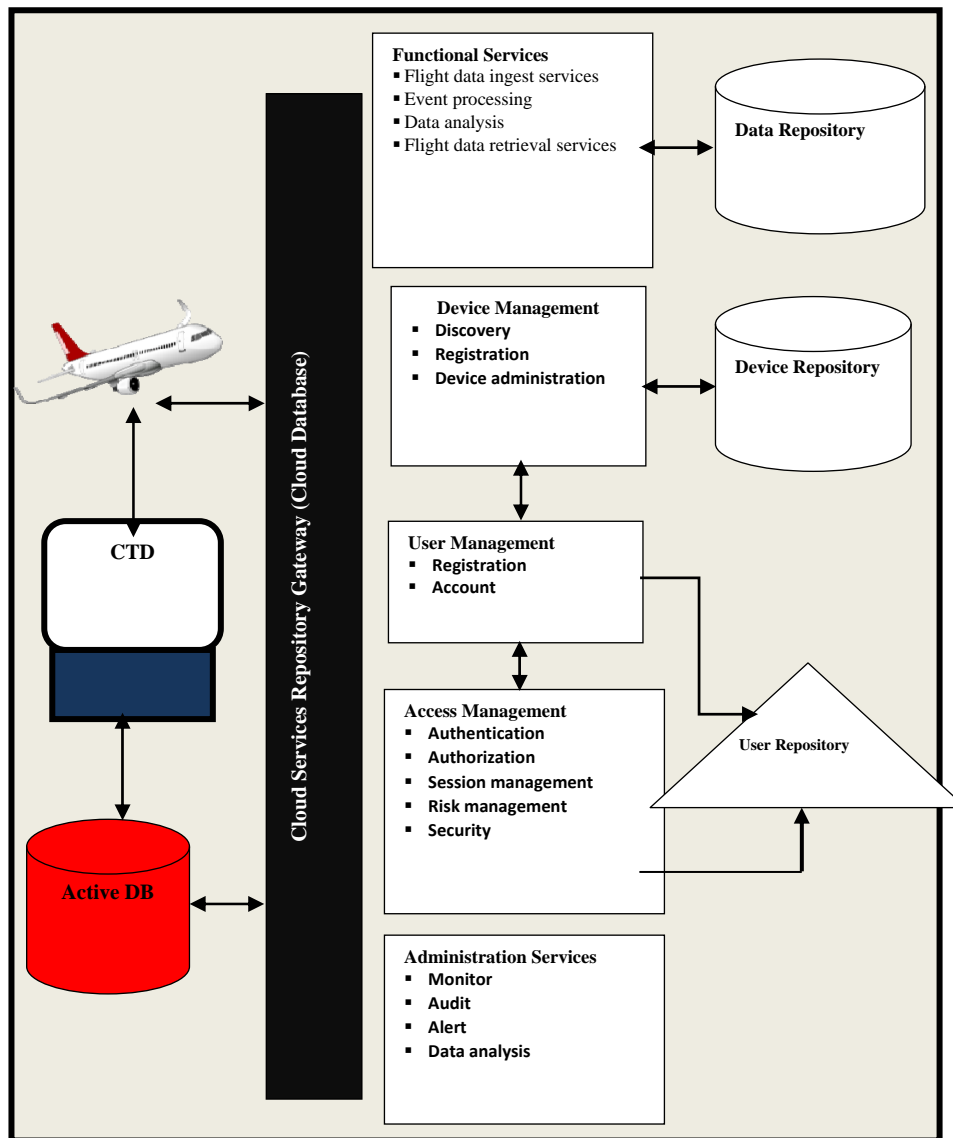 Functional Services
▪ Flight data ingest services
▪ Event processing
▪ Data analysis
▪ Flight data retrieval services
Data Repository
Device Management
▪ Discovery
▪ Registration
▪ Device administration
Device Repository
Cloud Services Repository Gateway (Cloud Database)
CTD
User Management
▪ Registration
▪ Account
Access Management
▪ Authentication
▪ Authorization
▪ Session management
▪ Risk management
▪ Security
User Repository
Active DB
Administration Services
▪ Monitor
▪ Audit
▪ Alert
▪ Data analysis